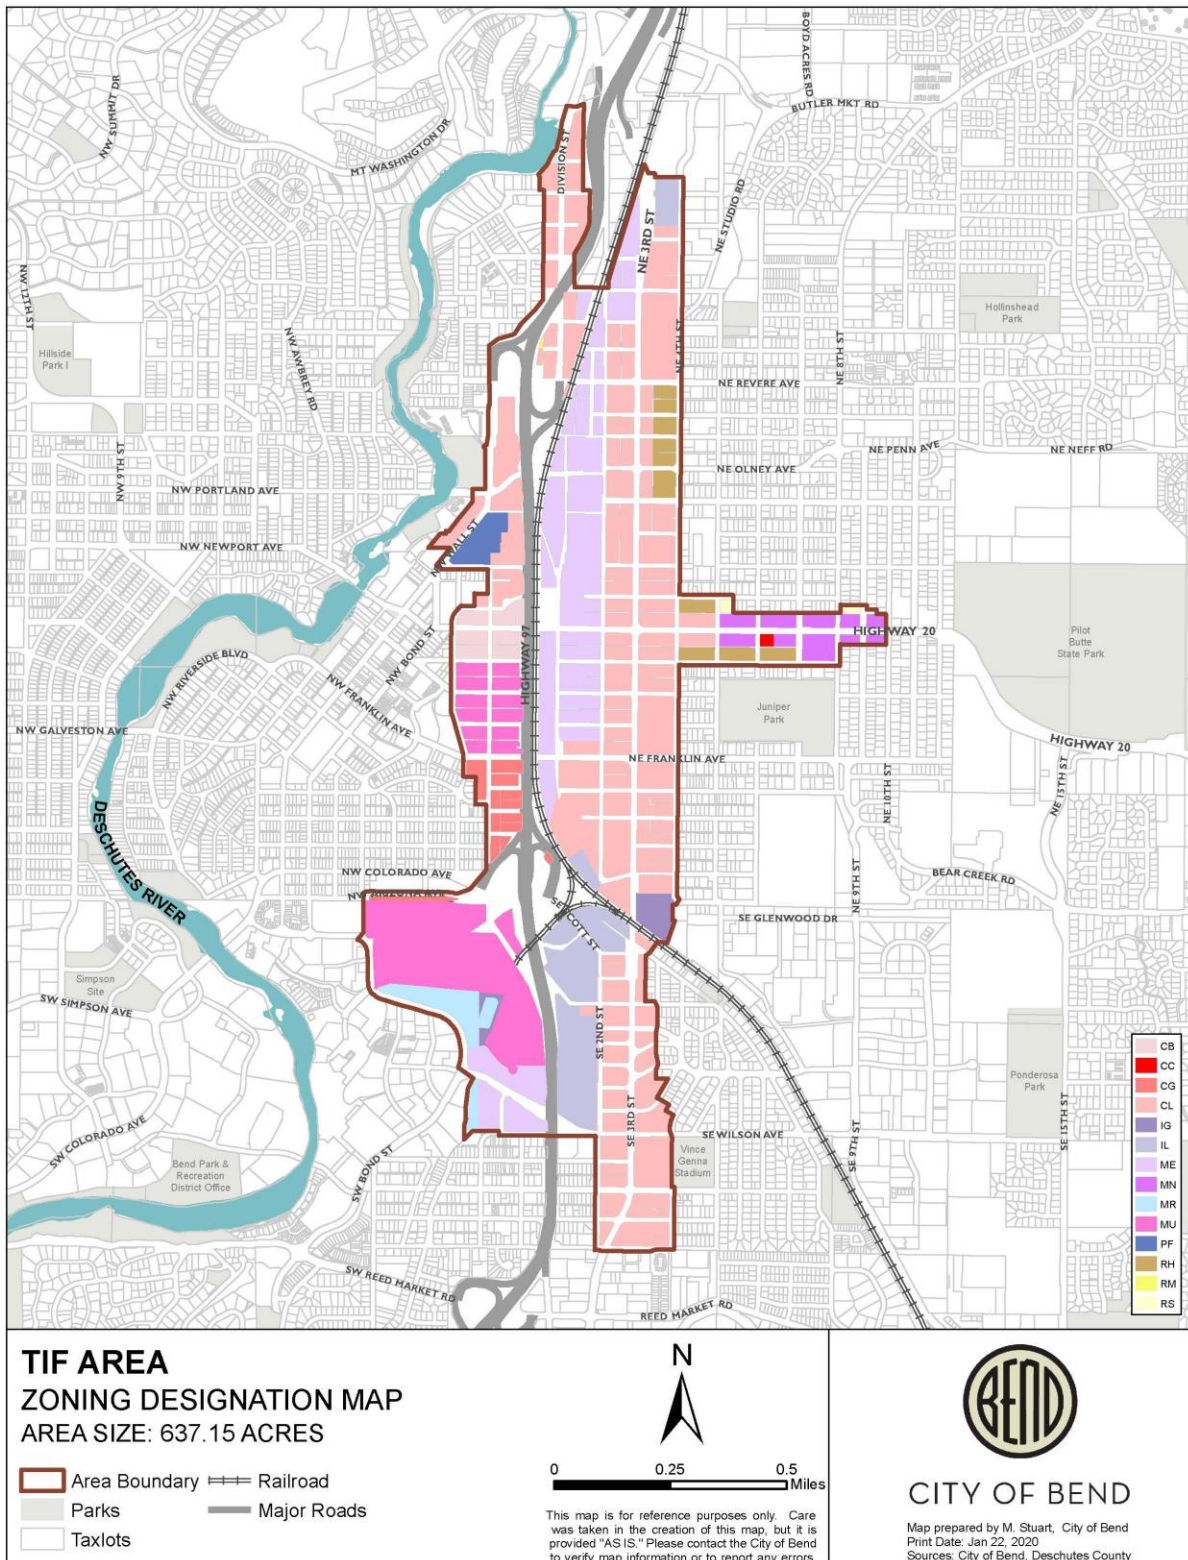 BOYD ACRES RD
BUTLER MKT RD
NW SUMMIT DR
MT WASHINGTON DR
DIVISION ST
NE STUDIO RD
NE 3RD ST
NW 12TH ST
Hollinshead
Park
Hillside
Park I
NW AWBREY RD
NE 4TH ST
NE 8TH ST
NE REVERE AVE
NE PENN AVE
NE NEFF RD
NW 9TH ST
NE OLNEY AVE
NW PORTLAND AVE
NW WALL ST
NW NEWPORT AVE
HIGHWAY 20
Pilot
Butte
State Park
NW BOND ST
HIGHWAY 97
NW RIVERSIDE BLVD
NW FRANKLIN AVE
Juniper
Park
NW GALVESTON AVE
HIGHWAY 20
NE FRANKLIN AVE
NE 10TH ST
NE 15TH ST
DESCHUTES RIVER
NW COLORADO AVE
BEAR CREEK RD
NW ARIZONA AVE
NE 9TH ST
SE GLENWOOD DR
SE SCOTT ST
Simpson
Site
SW SIMPSON AVE
SE 2ND ST
Ponderosa
Park
SE 3RD ST
SE 15TH ST
SW COLORADO AVE
SE WILSON AVE
SE 9TH ST
Bend Park &
Recreation
District Office
SW BOND ST
Vince
Genna
Stadium
SW REED MARKET RD
REED MARKET RD
CB
CC
CG
CL
IG
IL
ME
MN
MR
MU
PF
RH
RM
RS
TIF AREA
ZONING DESIGNATION MAP
AREA SIZE: 637.15 ACRES
Area Boundary
Railroad
Parks
Major Roads
Taxlots
N
0 0.25 0.5
Miles
This map is for reference purposes only. Care
was taken in the creation of this map, but it is
provided "AS IS." Please contact the City of Bend
to verify map information or to report any errors.
BEND
CITY OF BEND
Map prepared by M. Stuart, City of Bend
Print Date: Jan 22, 2020
Sources: City of Bend, Deschutes County